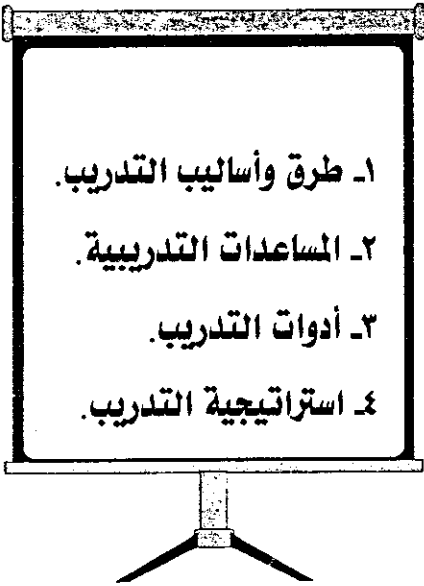 ١ـ طرق وأساليب التدريب.
٢ـ المساعدات التدريبية.
٣ـ أدوات التدريب.
٤ـ استراتيجية التدريب.